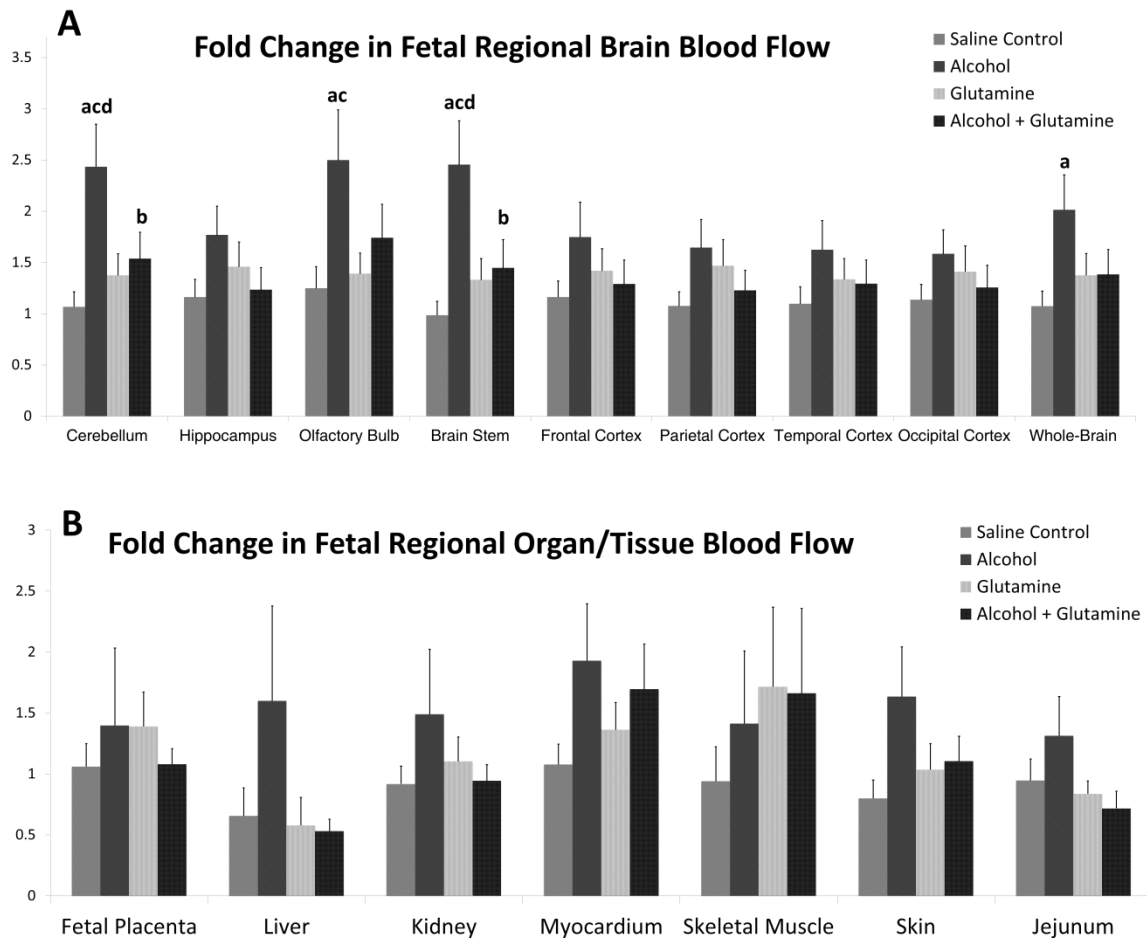 A
Fold Change in Fetal Regional Brain Blood Flow
Saline Control
Alcohol
Glutamine
Alcohol + Glutamine
3.5
3
2.5
2
1.5
1
0.5
0
acd
b
ac
acd
b
a
Cerebellum Hippocampus Olfactory Bulb Brain Stem Frontal Cortex Parietal Cortex Temporal Cortex Occipital Cortex Whole-Brain
B
Fold Change in Fetal Regional Organ/Tissue Blood Flow
Saline Control
Alcohol
Glutamine
Alcohol + Glutamine
3
2.5
2
1.5
1
0.5
0
Fetal Placenta Liver Kidney Myocardium Skeletal Muscle Skin Jejunum